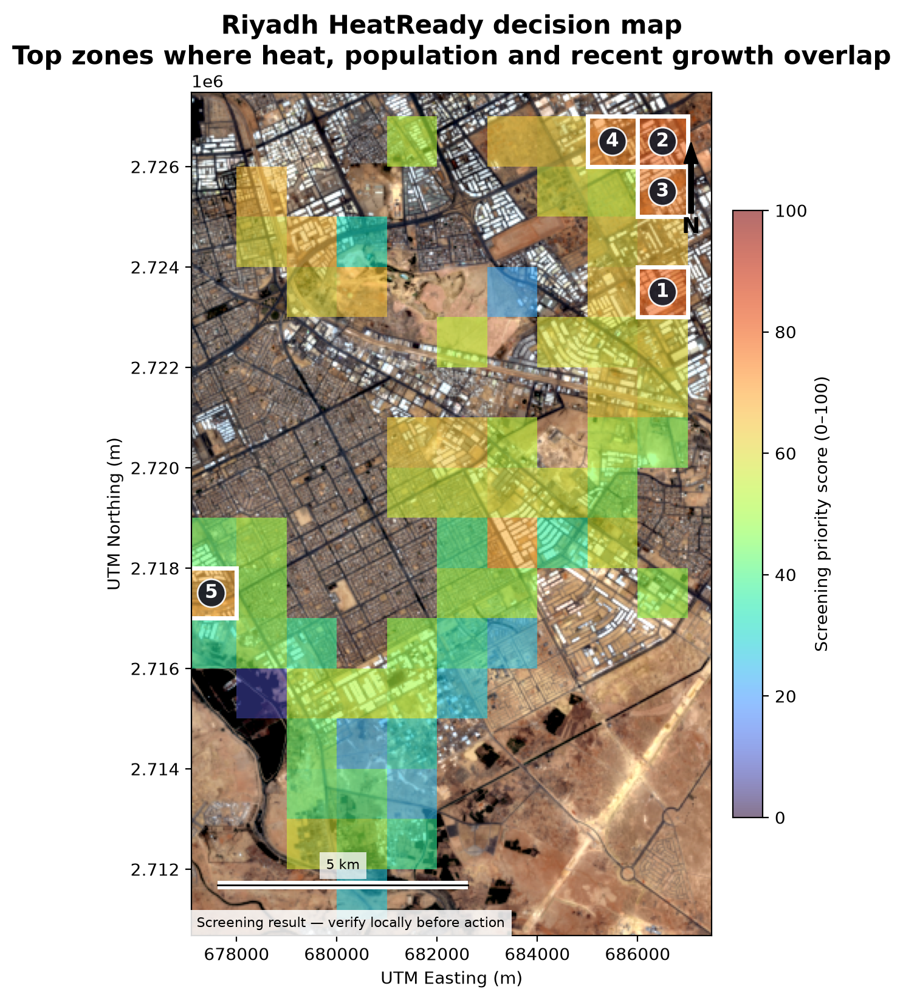 Riyadh HeatReady decision map
Top zones where heat, population and recent growth overlap
1e6
4
2
3
N
1
5
2.726
2.724
2.722
2.720
2.718
2.716
2.714
2.712
UTM Northing (m)
5 km
Screening result — verify locally before action
678000
680000
682000
684000
686000
UTM Easting (m)
100
80
60
40
20
0
Screening priority score (0–100)